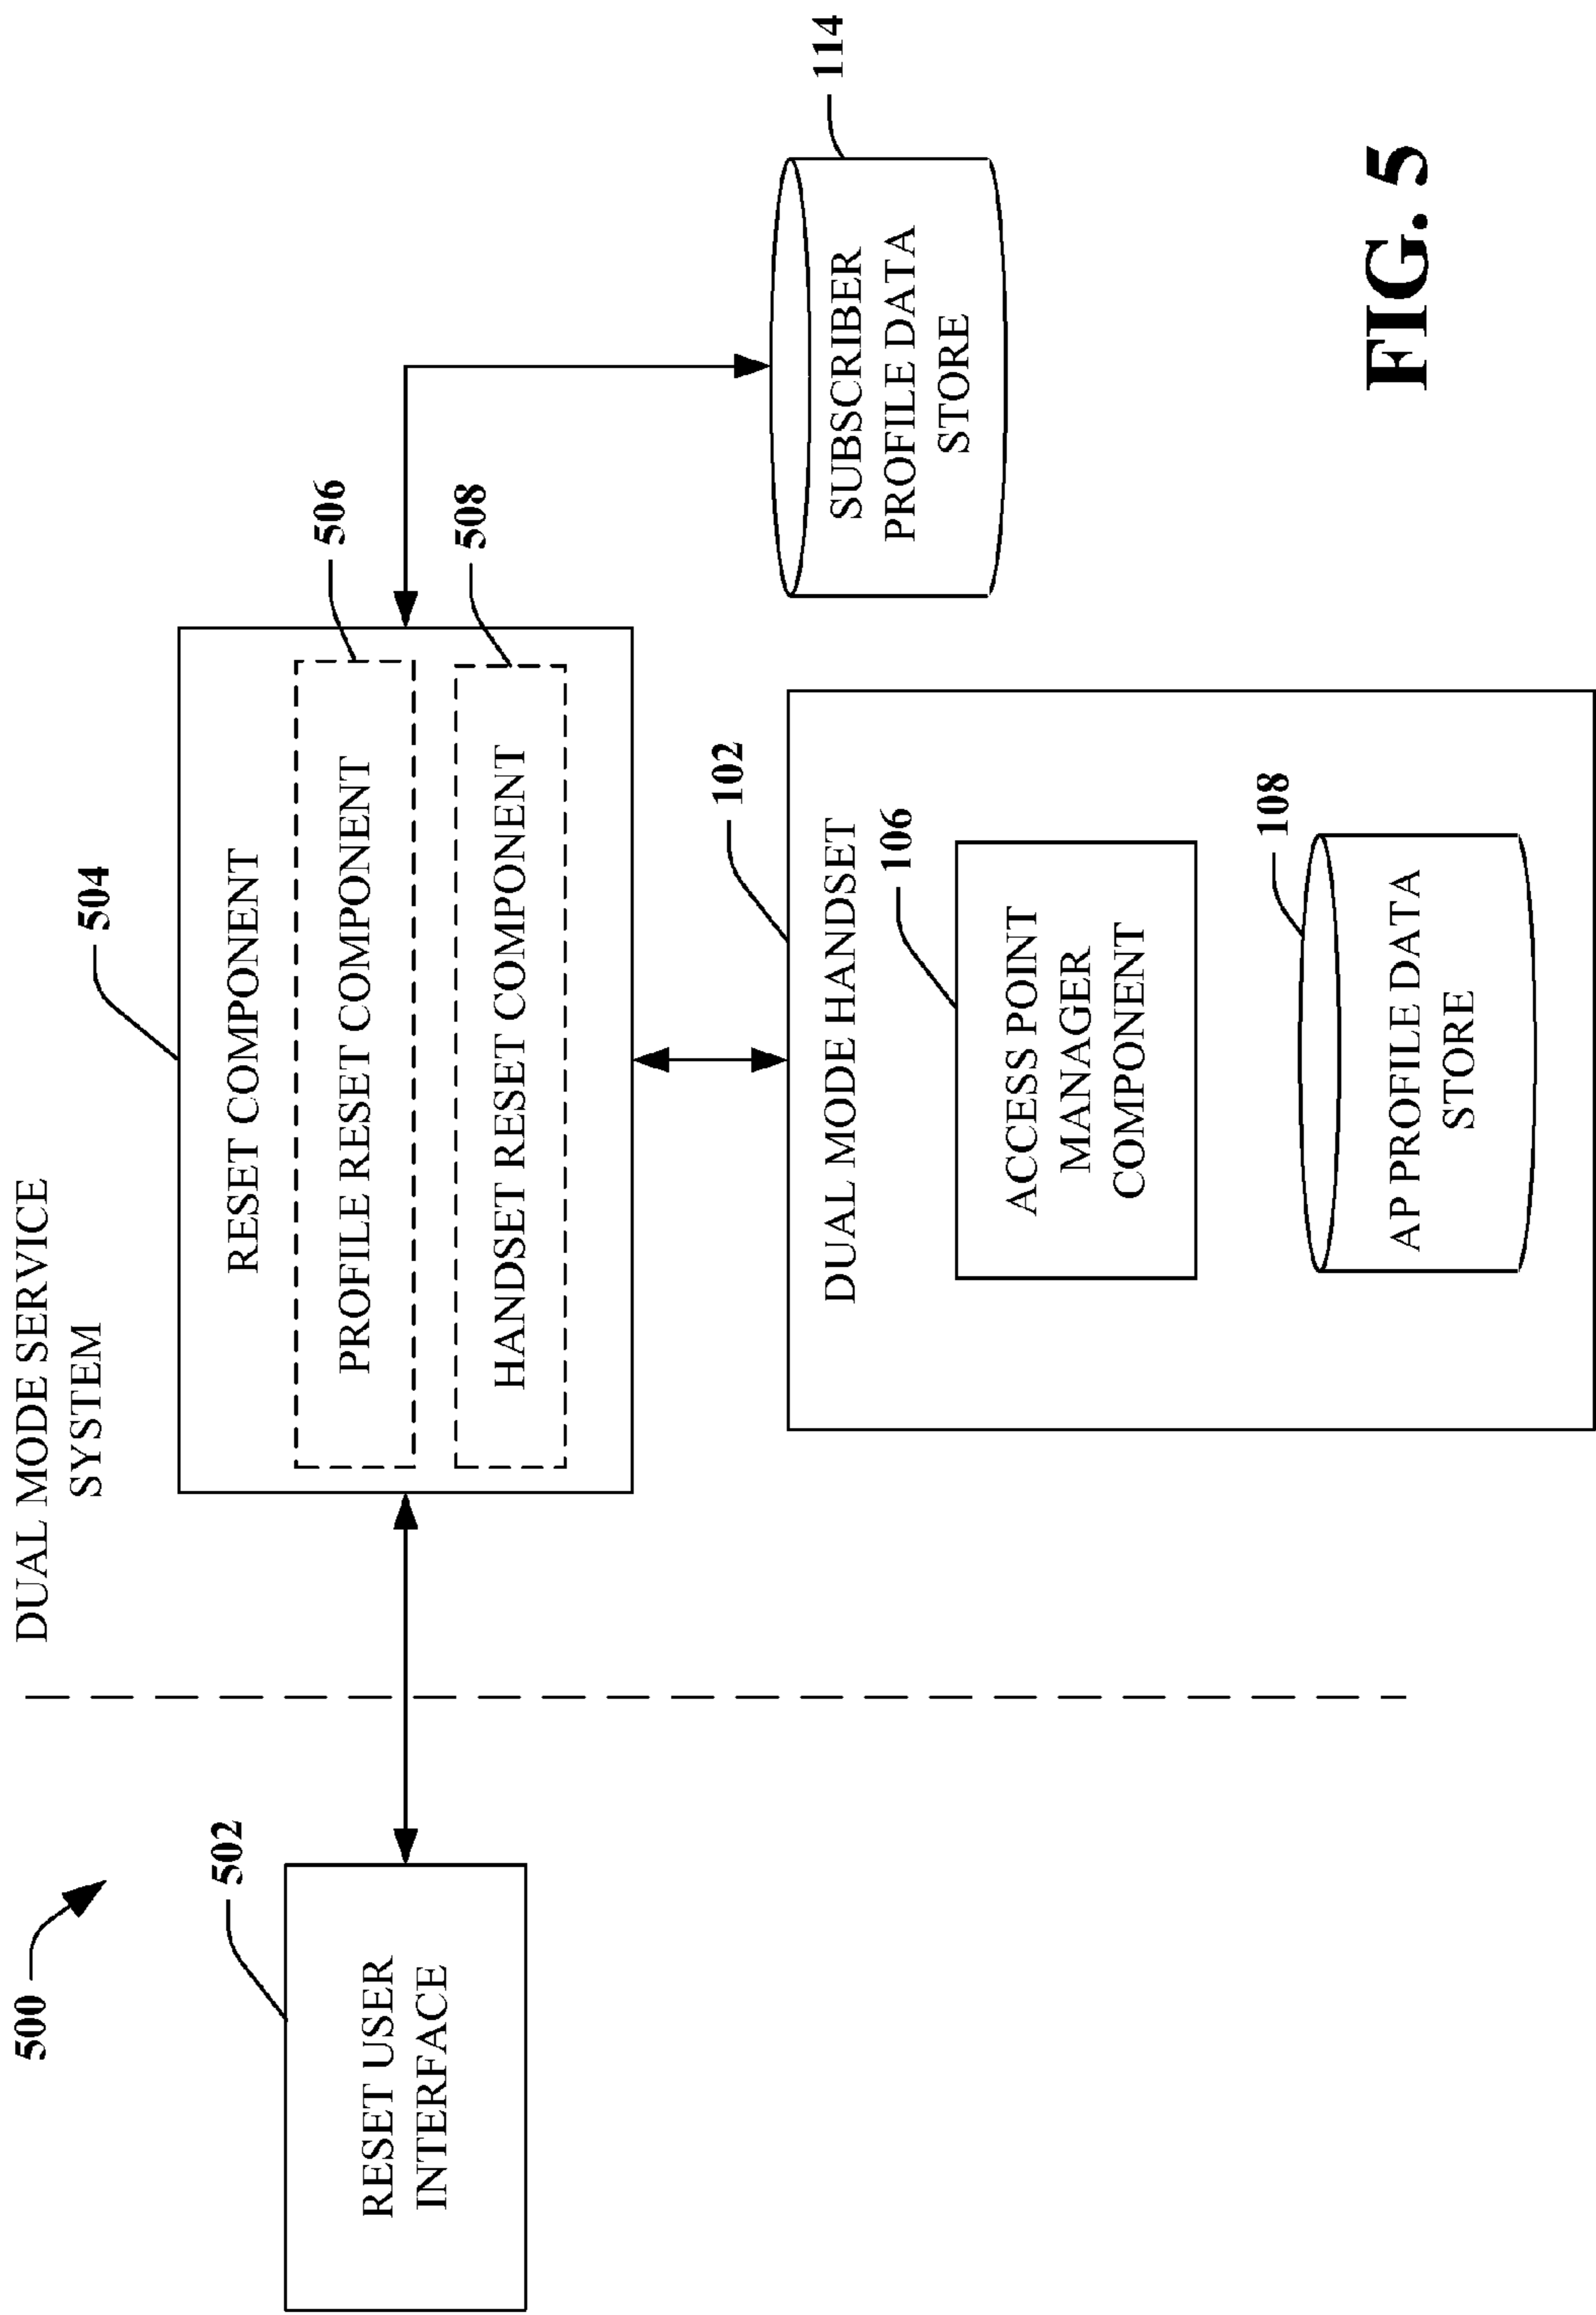 500
DUAL MODE SERVICE
SYSTEM
502
RESET USER
INTERFACE
504
RESET COMPONENT
506
PROFILE RESET COMPONENT
508
HANDSET RESET COMPONENT
114
SUBSCRIBER
PROFILE DATA
STORE
102
DUAL MODE HANDSET
106
ACCESS POINT
MANAGER
COMPONENT
108
AP PROFILE DATA
STORE
FIG. 5